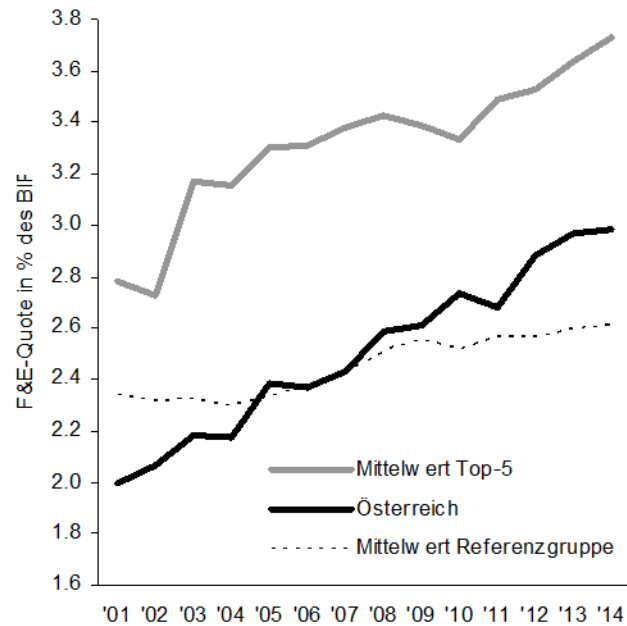 3.8
3.6
3.4
3.2
3.0
2.8
2.6
2.4
2.2
2.0
1.8
1.6
F&E-Quote in % des BIF
Mittelw ert Top-5
Österreich
Mittelw ert Referenzgruppe
'01 '02 '03 '04 '05 '06 '07 '08 '09 '10 '11 '12 '13 '14